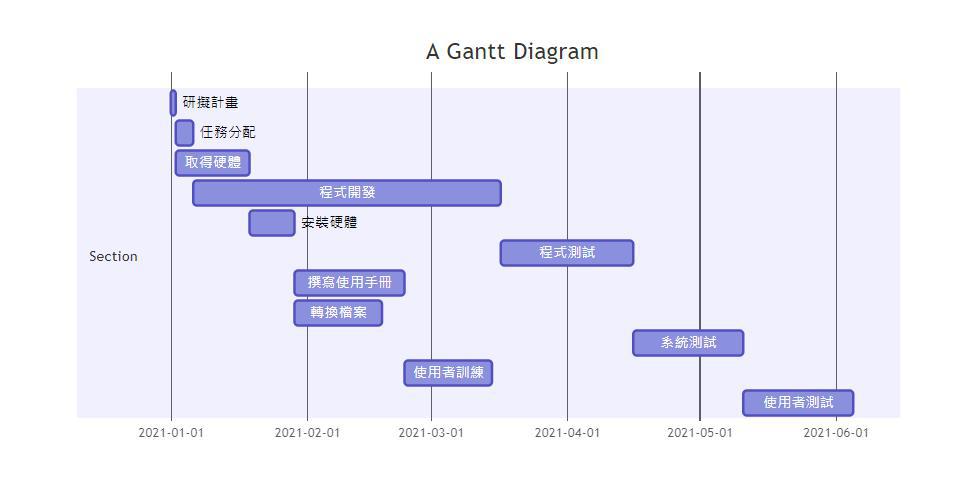 A Gantt Diagram
研擬計畫
任務分配
取得硬體
程式開發
安裝硬體
程式測試
Section
撰寫使用手冊
轉換檔案
系統測試
使用者訓練
使用者測試
2021-01-01 2021-02-01 2021-03-01 2021-04-01 2021-05-01 2021-06-01